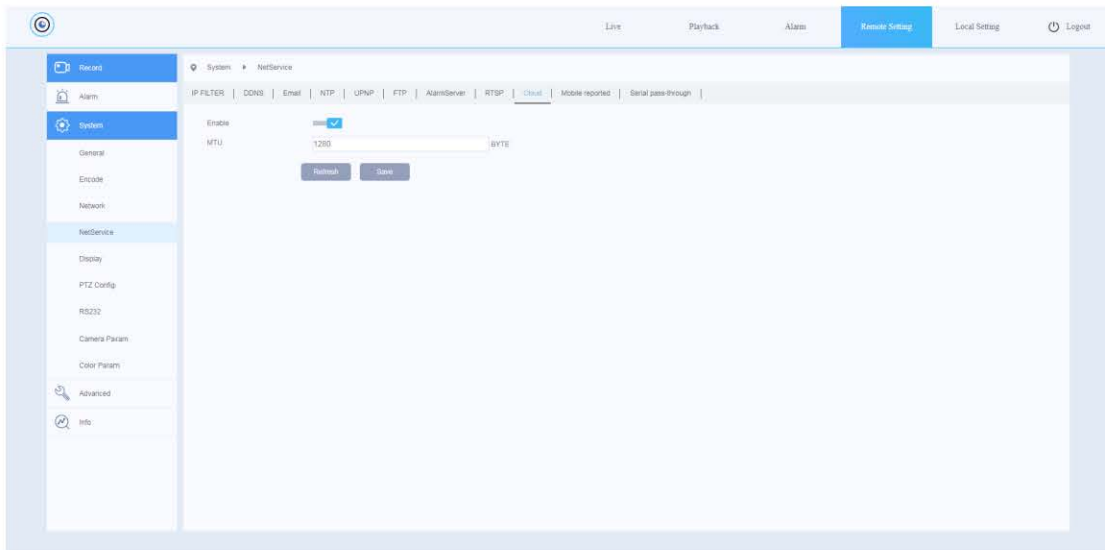 Live Playback Alarm Remote Setting Local Setting Logout
Record
System NetService
Alarm
IP FILTER | DDNS | Email | NTP | UPNP | FTP | AlarmServer | RTSP | Cloud | Mobile reported | Serial pass-through |
System
Enable
MTU 1280 BYTE
General
Refresh Save
Encode
Network
NetService
Display
PTZ Config
RS232
Camera Param
Color Param
Advanced
Info